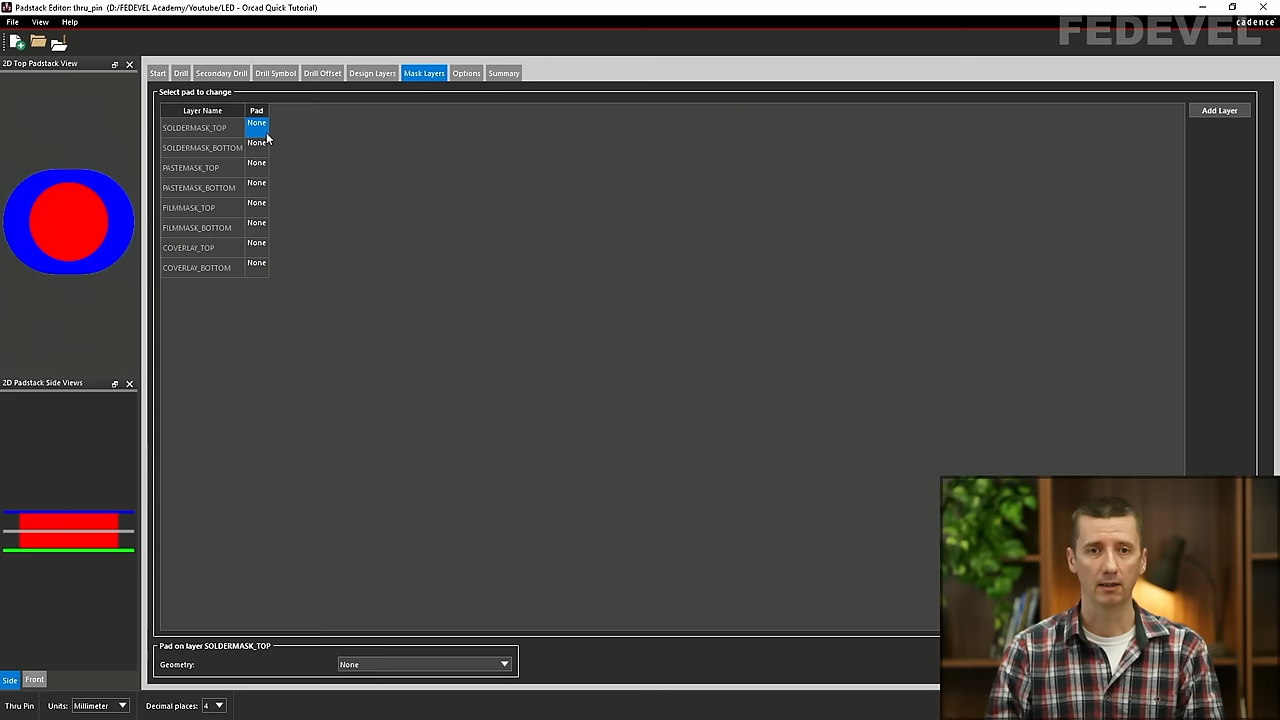 Padstack Editor: thru_pin (D:/FEDEVEL Academy/Youtube/LED - Orcad Quick Tutorial)
File View Help
cadence
FEDEVEL
2D Top Padstack View
Start Drill Secondary Drill Drill Symbol Drill Offset Design Layers Mask Layers Options Summary
Select pad to change
Layer Name Pad
Add Layer
SOLDERMASK_TOP None
SOLDERMASK_BOTTOM None
PASTEMASK_TOP None
PASTEMASK_BOTTOM None
FILMMASK_TOP None
FILMMASK_BOTTOM None
COVERLAY_TOP None
COVERLAY_BOTTOM None
2D Padstack Side Views
Pad on layer SOLDERMASK_TOP
Geometry: None
Side Front
Thru Pin Units: Millimeter Decimal places: 4